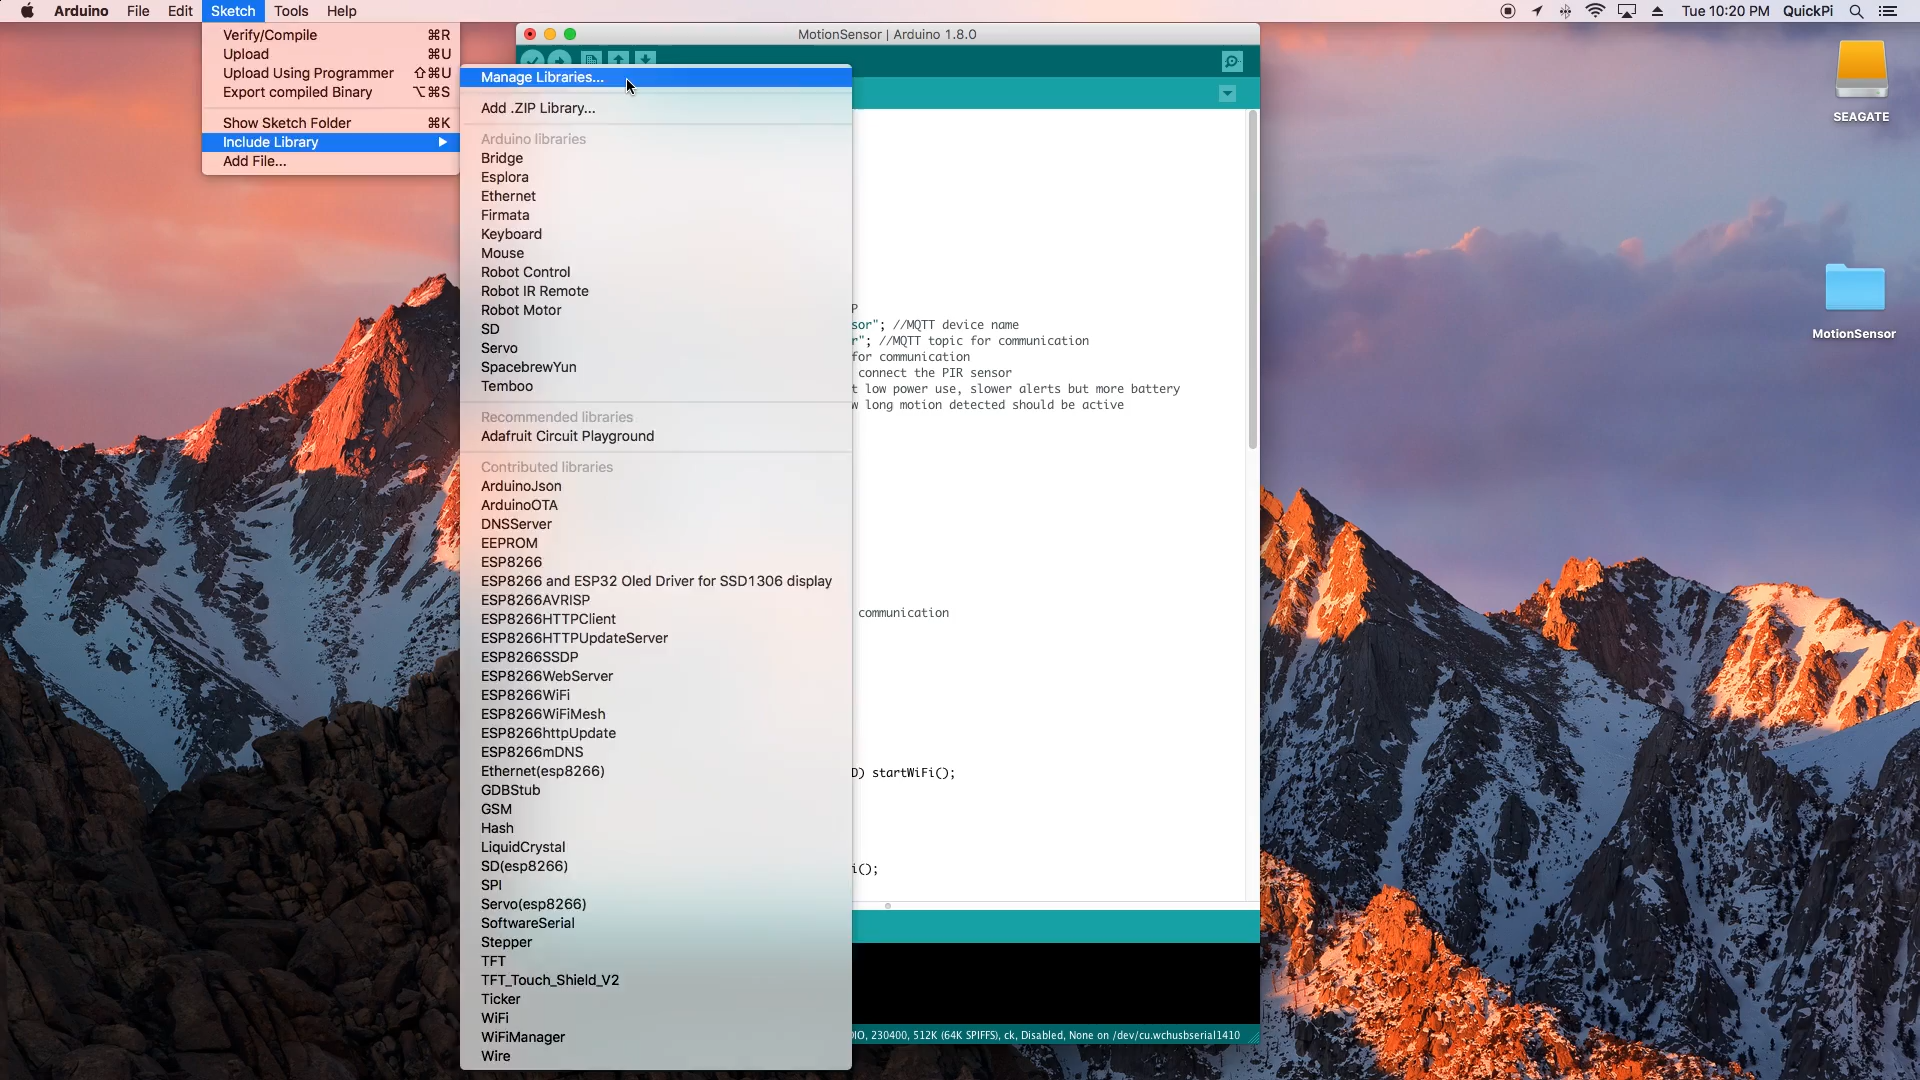 Arduino File Edit Sketch Tools Help
Tue 10:20 PM QuickPi
Verify/Compile ⌘R
Upload ⌘U
Upload Using Programmer ⇧⌘U
Export compiled Binary ⌥⌘S
Show Sketch Folder ⌘K
Include Library ▶
Add File...
Manage Libraries...
Add .ZIP Library...
Arduino libraries
Bridge
Esplora
Ethernet
Firmata
Keyboard
Mouse
Robot Control
Robot IR Remote
Robot Motor
SD
Servo
SpacebrewYun
Temboo
Recommended libraries
Adafruit Circuit Playground
Contributed libraries
ArduinoJson
ArduinoOTA
DNSServer
EEPROM
ESP8266
ESP8266 and ESP32 Oled Driver for SSD1306 display
ESP8266AVRISP
ESP8266HTTPClient
ESP8266HTTPUpdateServer
ESP8266SSDP
ESP8266WebServer
ESP8266WiFi
ESP8266WiFiMesh
ESP8266httpUpdate
ESP8266mDNS
Ethernet(esp8266)
GDBStub
GSM
Hash
LiquidCrystal
SD(esp8266)
SPI
Servo(esp8266)
SoftwareSerial
Stepper
TFT
TFT_Touch_Shield_V2
Ticker
WiFi
WiFiManager
Wire
MotionSensor | Arduino 1.8.0
P
sor"; //MQTT device name
r"; //MQTT topic for communication
for communication
connect the PIR sensor
t low power use, slower alerts but more battery
w long motion detected should be active
communication
D) startWiFi();
i();
IO, 230400, 512K (64K SPIFFS), ck, Disabled, None on /dev/cu.wchusbserial1410
SEAGATE
MotionSensor